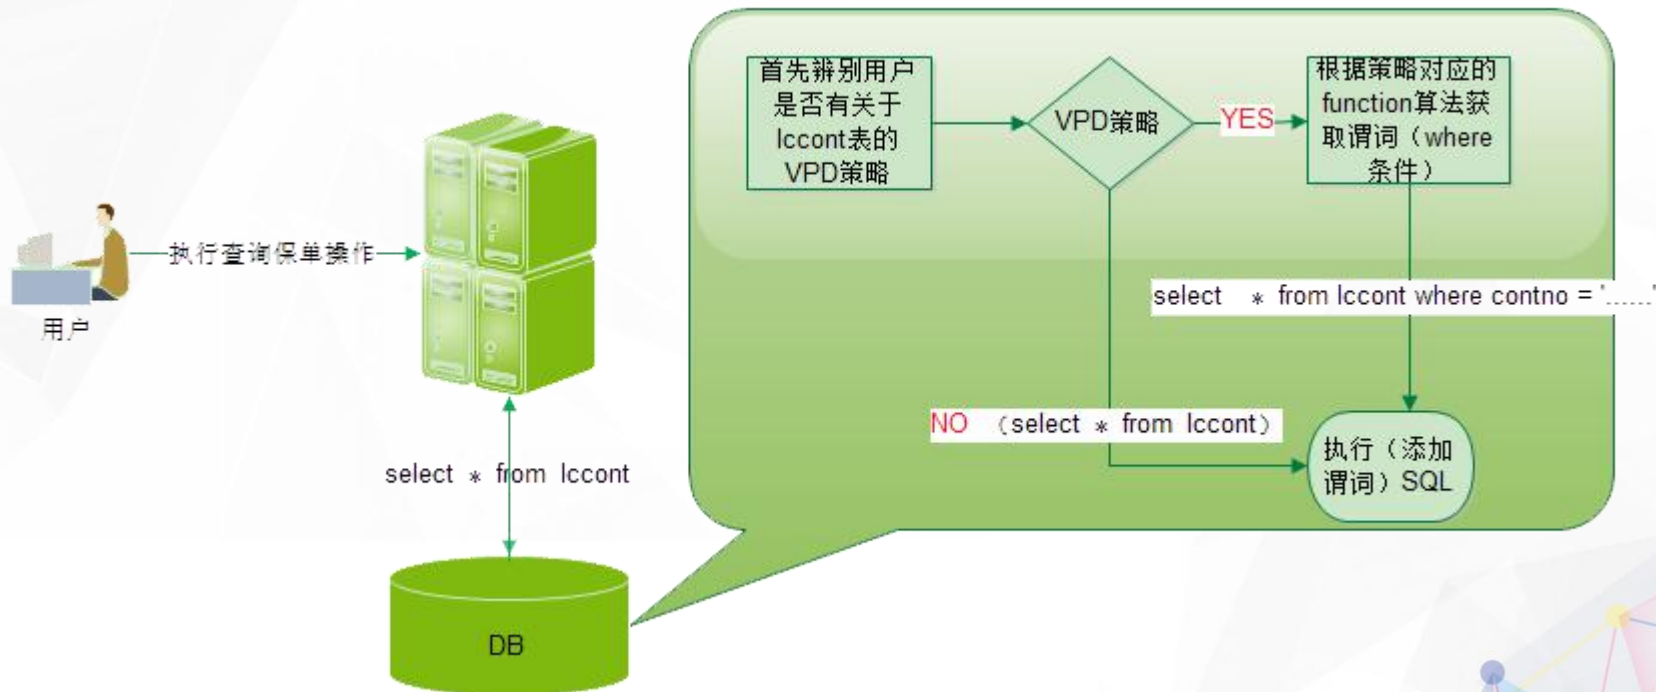 首先辨别用户
是否有关于
lccont表的
VPD策略
VPD策略
YES
根据策略对应的
function算法获
取谓词（where
条件）
执行查询保单操作
用户
select * from lccont where contno = '......'
NO （select * from lccont）
执行（添加
谓词）SQL
select * from lccont
DB